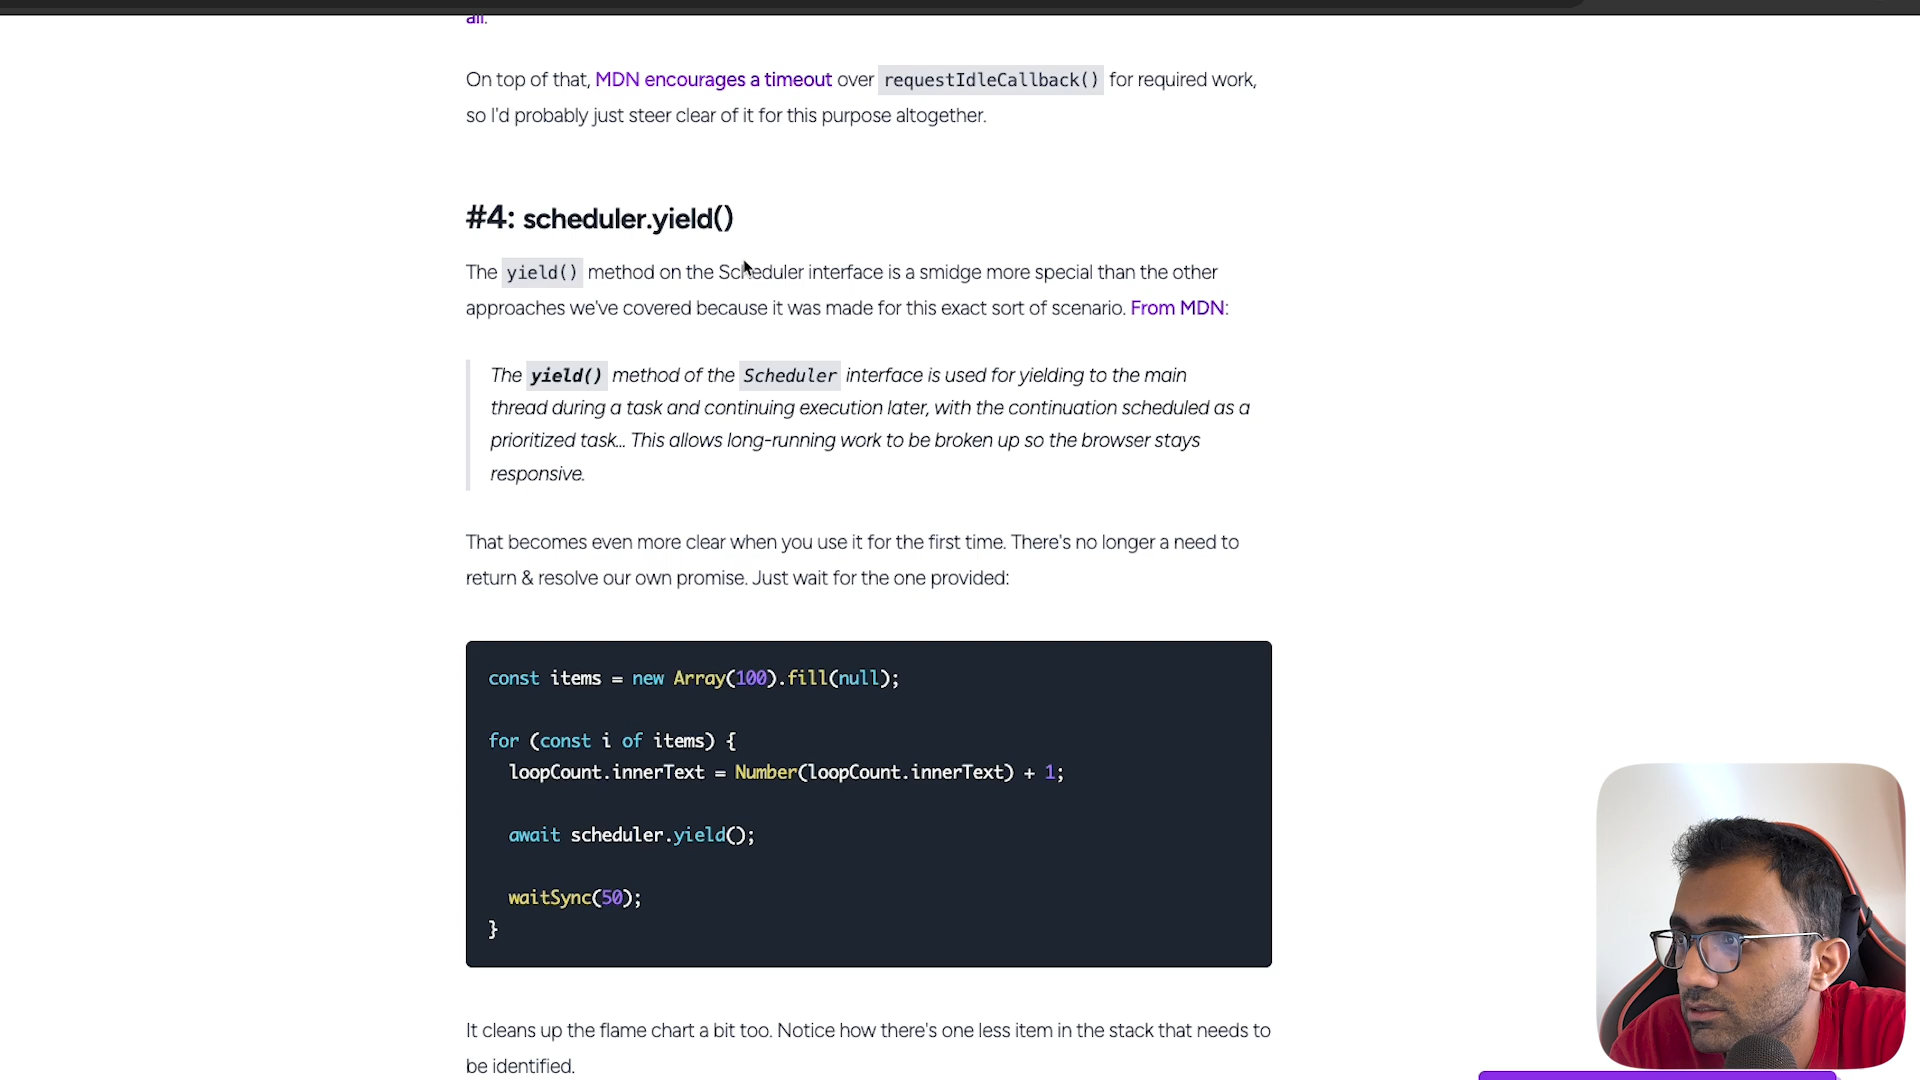 all.
On top of that, MDN encourages a timeout over requestIdleCallback() for required work,
so I'd probably just steer clear of it for this purpose altogether.
#4: scheduler.yield()
The yield() method on the Scheduler interface is a smidge more special than the other
approaches we've covered because it was made for this exact sort of scenario. From MDN:
The yield() method of the Scheduler interface is used for yielding to the main
thread during a task and continuing execution later, with the continuation scheduled as a
prioritized task... This allows long-running work to be broken up so the browser stays
responsive.
That becomes even more clear when you use it for the first time. There's no longer a need to
return & resolve our own promise. Just wait for the one provided:
const items = new Array(100).fill(null);
for (const i of items) {
loopCount.innerText = Number(loopCount.innerText) + 1;
await scheduler.yield();
waitSync(50);
}
It cleans up the flame chart a bit too. Notice how there's one less item in the stack that needs to
be identified.